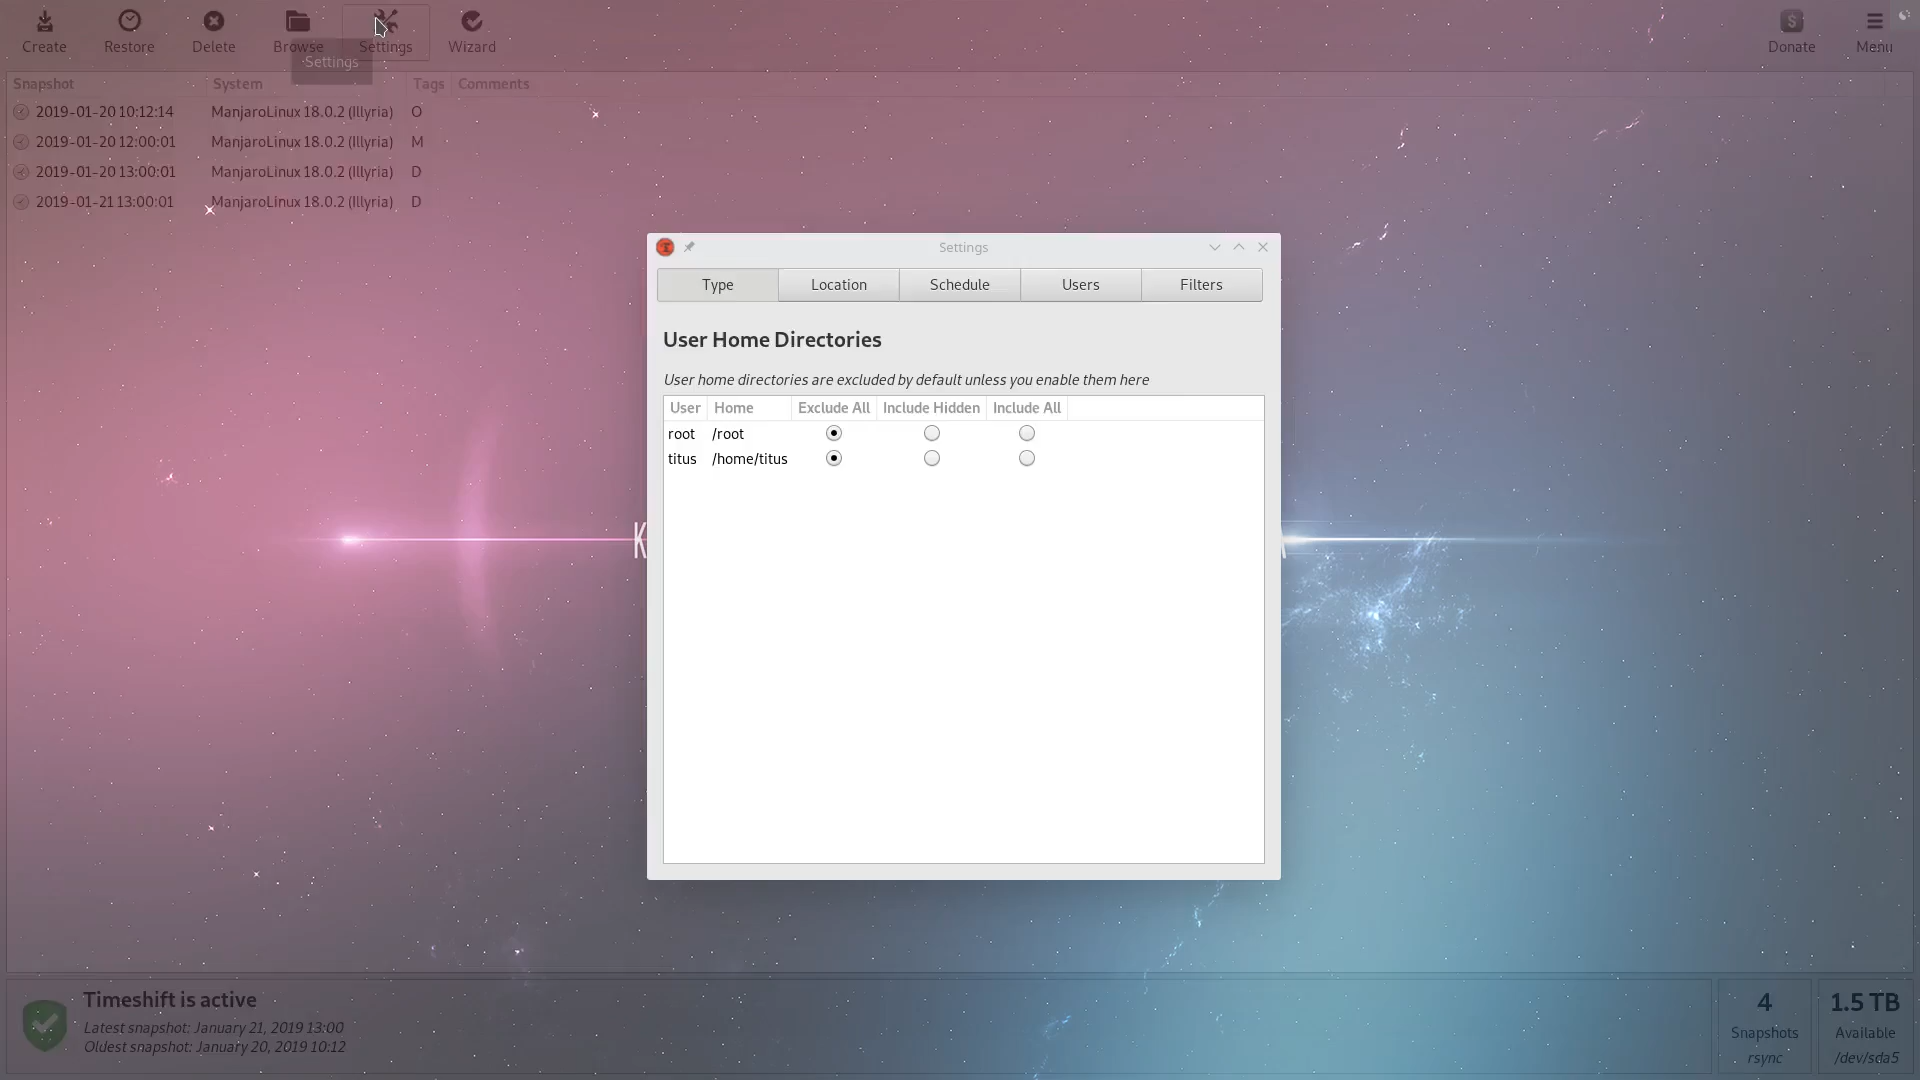 Create Restore Delete Browse Settings Wizard Donate Menu
Settings
Snapshot System Tags Comments
2019-01-20 10:12:14 ManjaroLinux 18.0.2 (Illyria) O
2019-01-20 12:00:01 ManjaroLinux 18.0.2 (Illyria) M
2019-01-20 13:00:01 ManjaroLinux 18.0.2 (Illyria) D
2019-01-21 13:00:01 ManjaroLinux 18.0.2 (Illyria) D
Settings
Type Location Schedule Users Filters
User Home Directories
User home directories are excluded by default unless you enable them here
User Home Exclude All Include Hidden Include All
root /root
titus /home/titus
K
Timeshift is active
Latest snapshot: January 21, 2019 13:00
Oldest snapshot: January 20, 2019 10:12
4
Snapshots
rsync
1.5 TB
Available
/dev/sda5